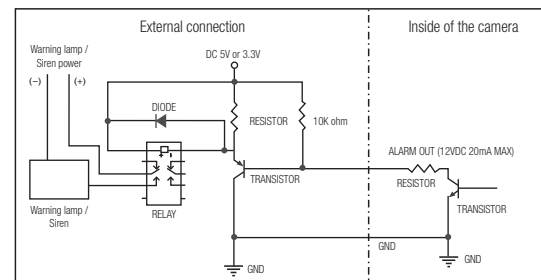 External connection
Inside of the camera
Warning lamp /
Siren power
(−)
(+)
DC 5V or 3.3V
DIODE
RESISTOR
10K ohm
ALARM OUT (12VDC 20mA MAX)
RESISTOR
TRANSISTOR
TRANSISTOR
RELAY
Warning lamp /
Siren
GND
GND
GND